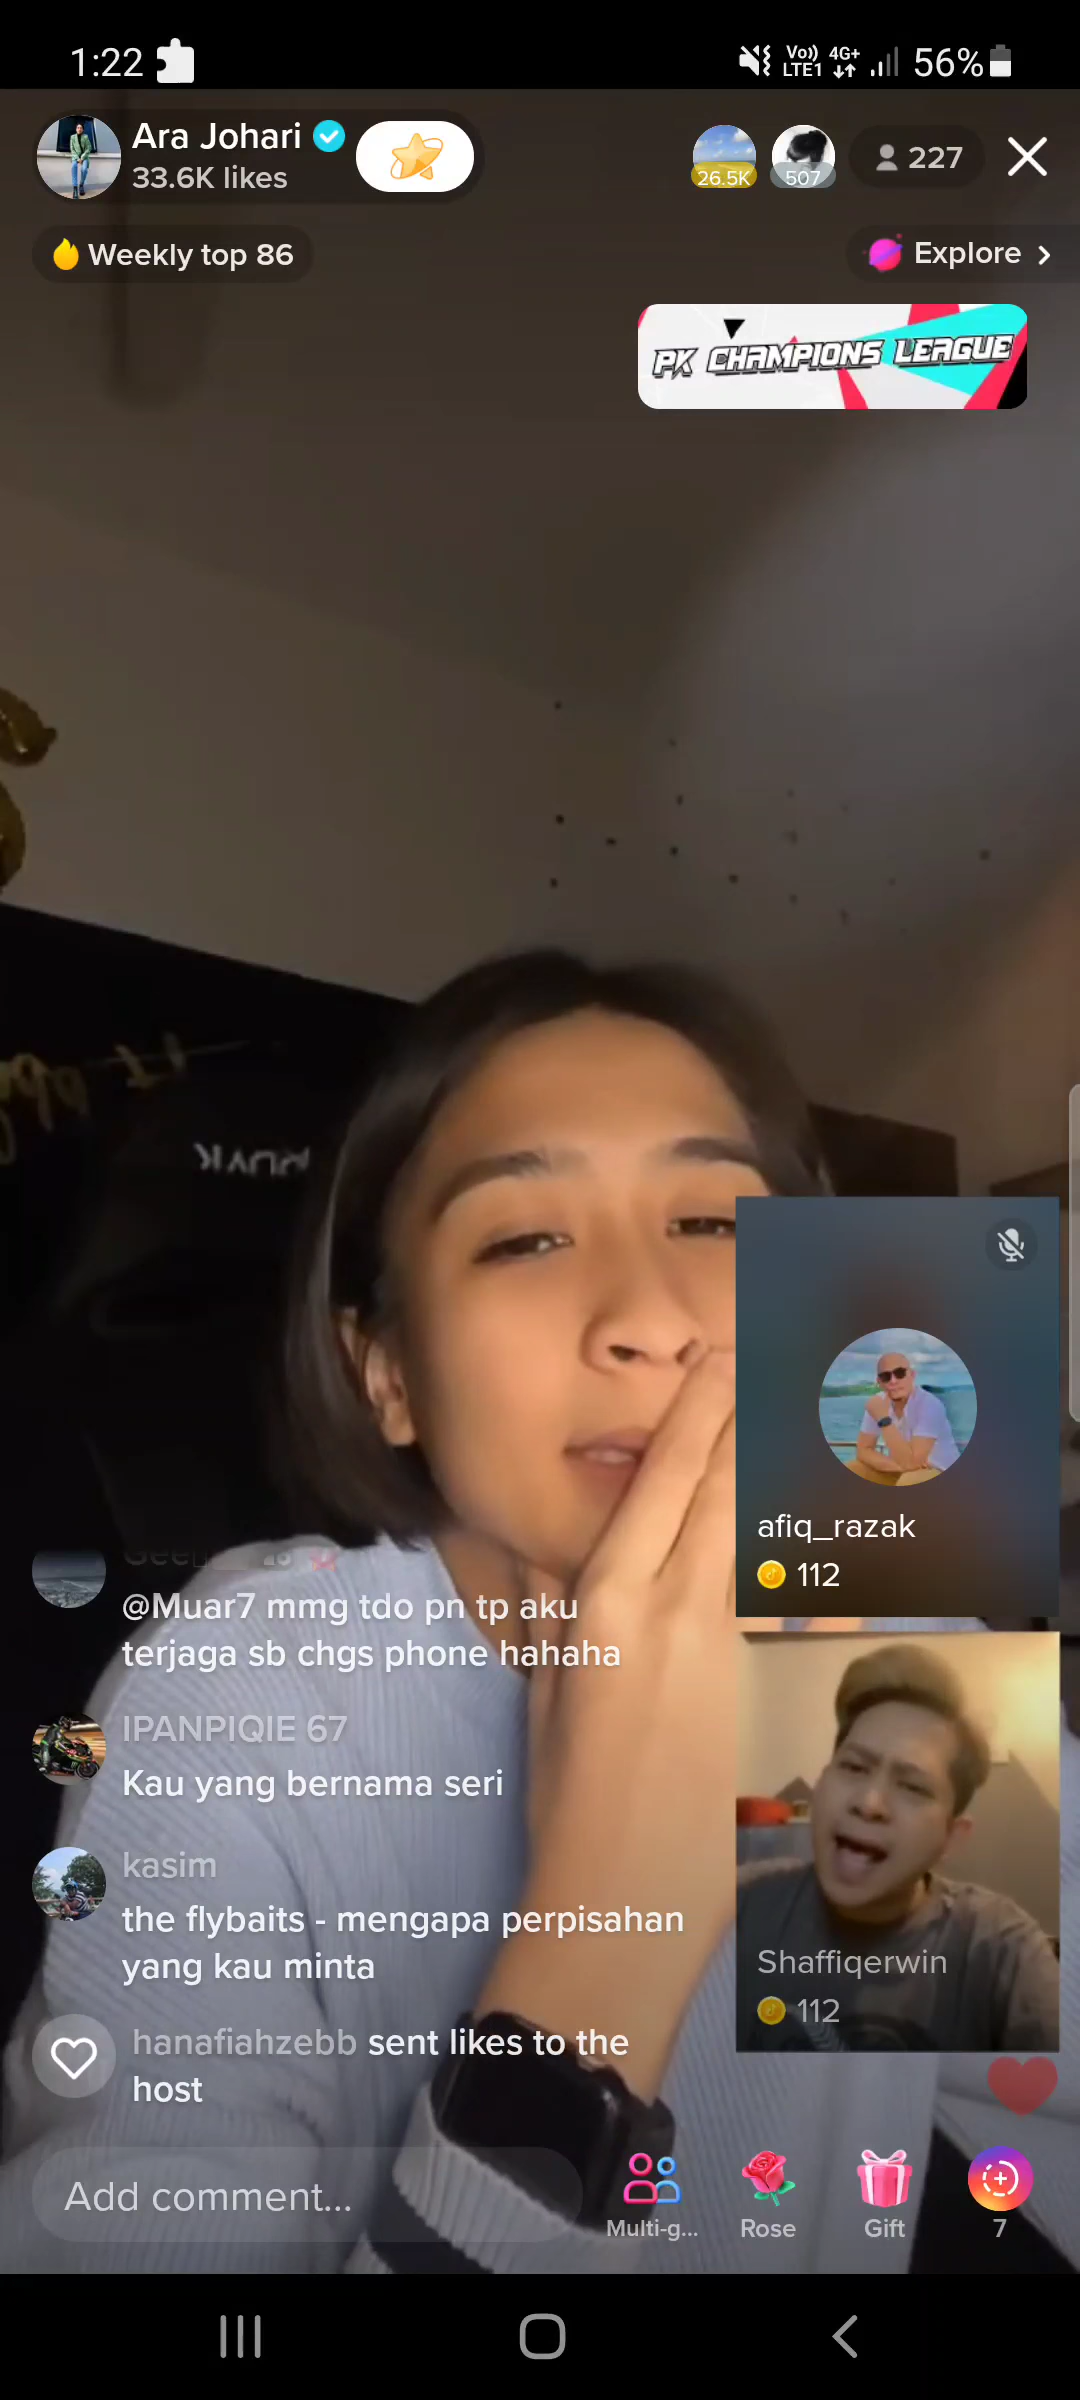 1:22
Vo))
LTE1
4G+
56%
Ara Johari
33.6K likes
26.5K
507
227
Weekly top 86
Explore
PK CHAMPIONS LEAGUE
afiq_razak
112
@Muar7 mmg tdo pn tp aku
terjaga sb chgs phone hahaha
IPANPIQIE 67
Kau yang bernama seri
kasim
the flybaits - mengapa perpisahan
yang kau minta
Shaffiqerwin
112
hanafiahzebb sent likes to the
host
Add comment...
Multi-g...
Rose
Gift
7